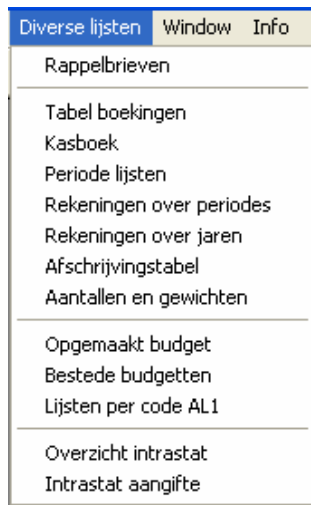 Diverse lijsten Window Info
Rappelbrieven
Tabel boekingen
Kasboek
Periode lijsten
Rekeningen over periodes
Rekeningen over jaren
Afschrijvingstabel
Aantallen en gewichten
Opgemaakt budget
Bestede budgetten
Lijsten per code AL1
Overzicht intrastat
Intrastat aangifte